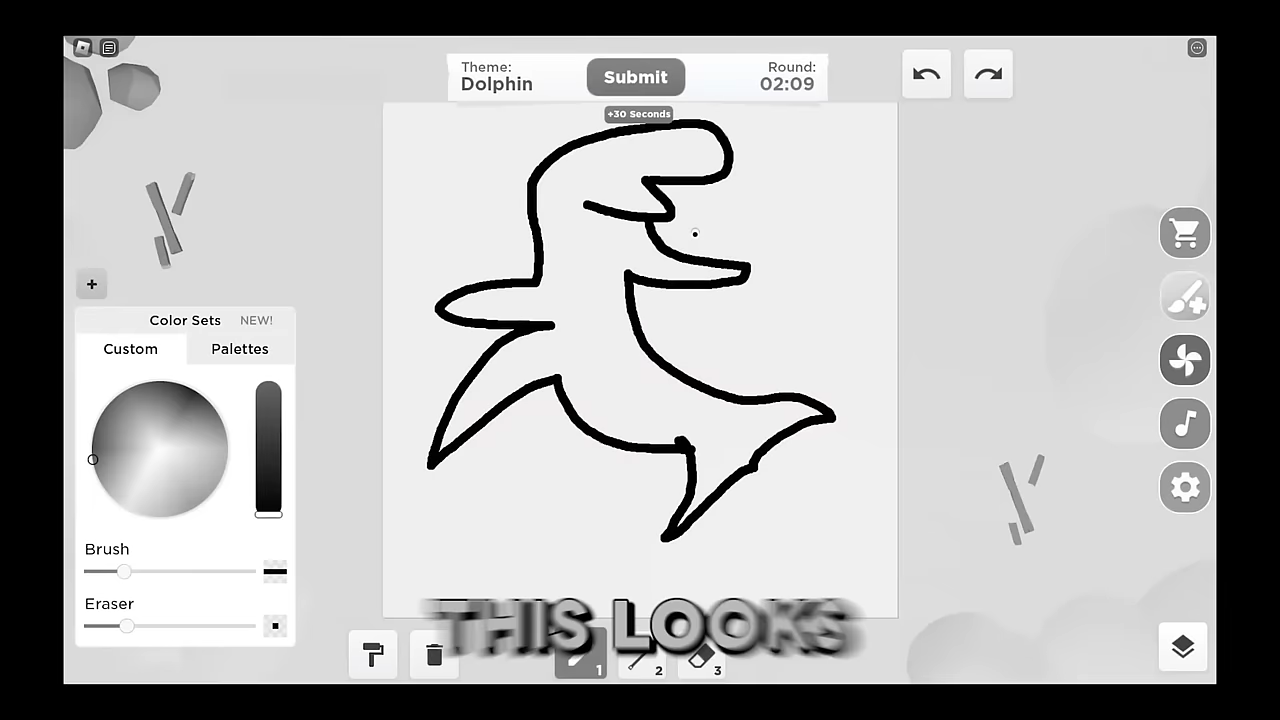 Theme:
Dolphin
Submit
Round:
02:09
+30 Seconds
+
Color Sets NEW!
Custom Palettes
Brush
Eraser
THIS LOOKS
1
2
3